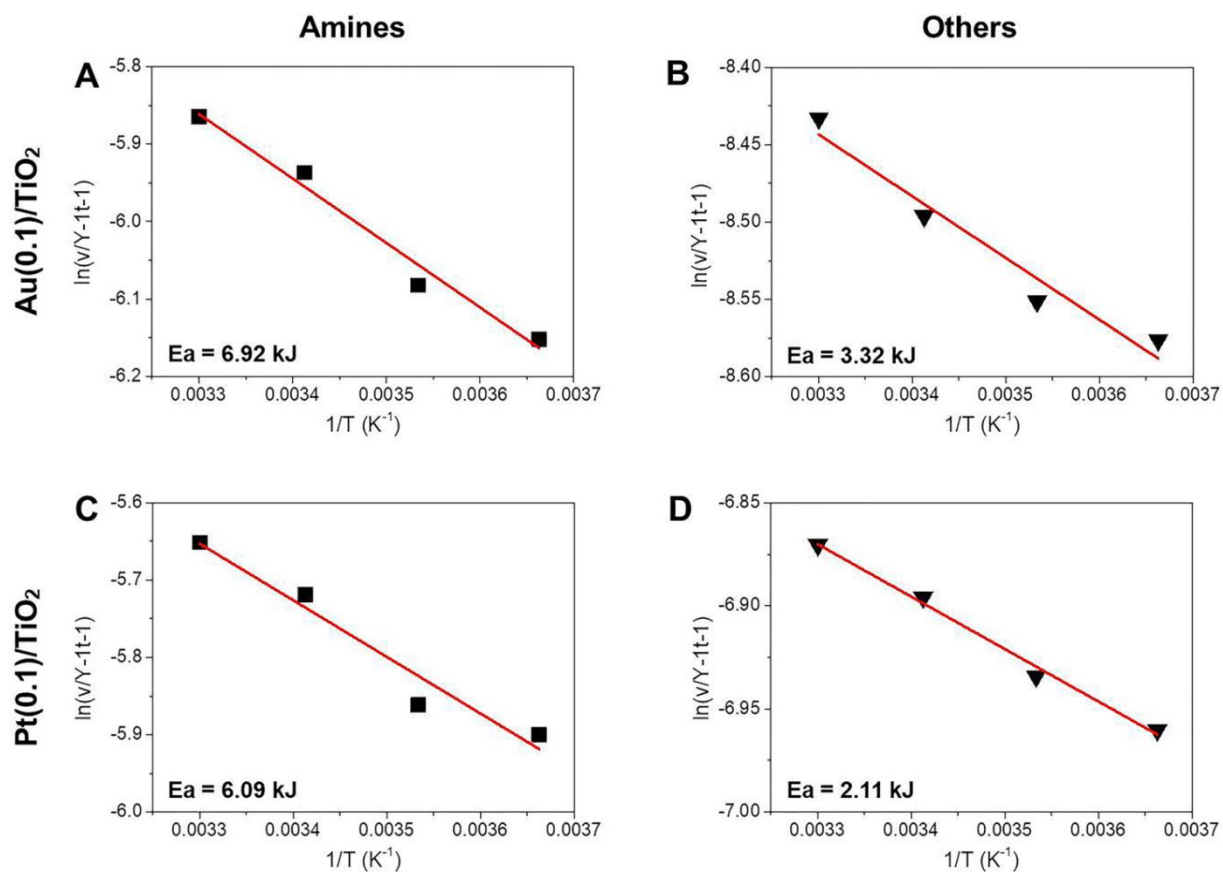 Amines
Others
Au(0.1)/TiO₂
A
-5.8
-5.9
-6.0
-6.1
-6.2
ln(v/Y-1t-1)
Ea = 6.92 kJ
0.0033 0.0034 0.0035 0.0036 0.0037
1/T (K⁻¹)
B
-8.40
-8.45
-8.50
-8.55
-8.60
ln(v/Y-1t-1)
Ea = 3.32 kJ
0.0033 0.0034 0.0035 0.0036 0.0037
1/T (K⁻¹)
Pt(0.1)/TiO₂
C
-5.6
-5.7
-5.8
-5.9
-6.0
ln(v/Y-1t-1)
Ea = 6.09 kJ
0.0033 0.0034 0.0035 0.0036 0.0037
1/T (K⁻¹)
D
-6.85
-6.90
-6.95
-7.00
ln(v/Y-1t-1)
Ea = 2.11 kJ
0.0033 0.0034 0.0035 0.0036 0.0037
1/T (K⁻¹)